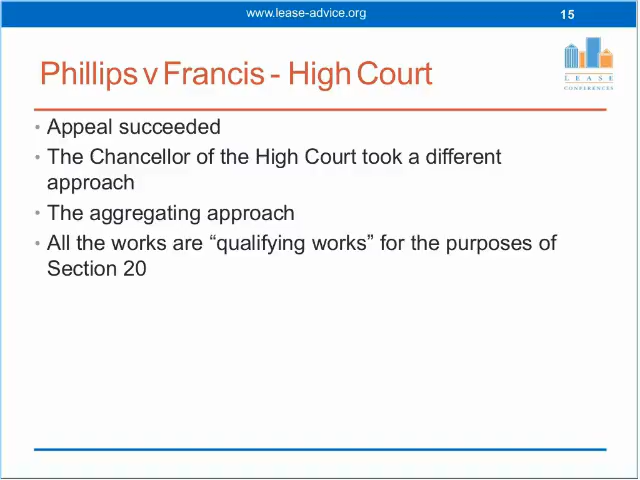 www.lease-advice.org
15
Phillips v Francis - High Court
LEASE
CONFERENCES
• Appeal succeeded
• The Chancellor of the High Court took a different
approach
• The aggregating approach
• All the works are “qualifying works” for the purposes of
Section 20